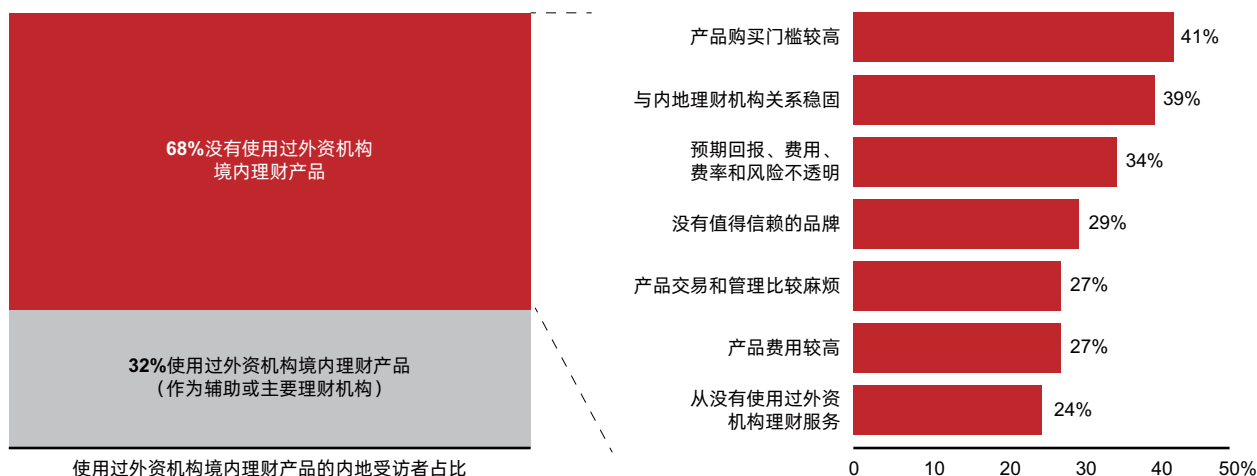 68%没有使用过外资机构
境内理财产品
32%使用过外资机构境内理财产品
（作为辅助或主要理财机构）
使用过外资机构境内理财产品的内地受访者占比
产品购买门槛较高
41%
与内地理财机构关系稳固
39%
预期回报、费用、
费率和风险不透明
34%
没有值得信赖的品牌
29%
产品交易和管理比较麻烦
27%
产品费用较高
27%
从没有使用过外资
机构理财服务
24%
0 10 20 30 40 50%